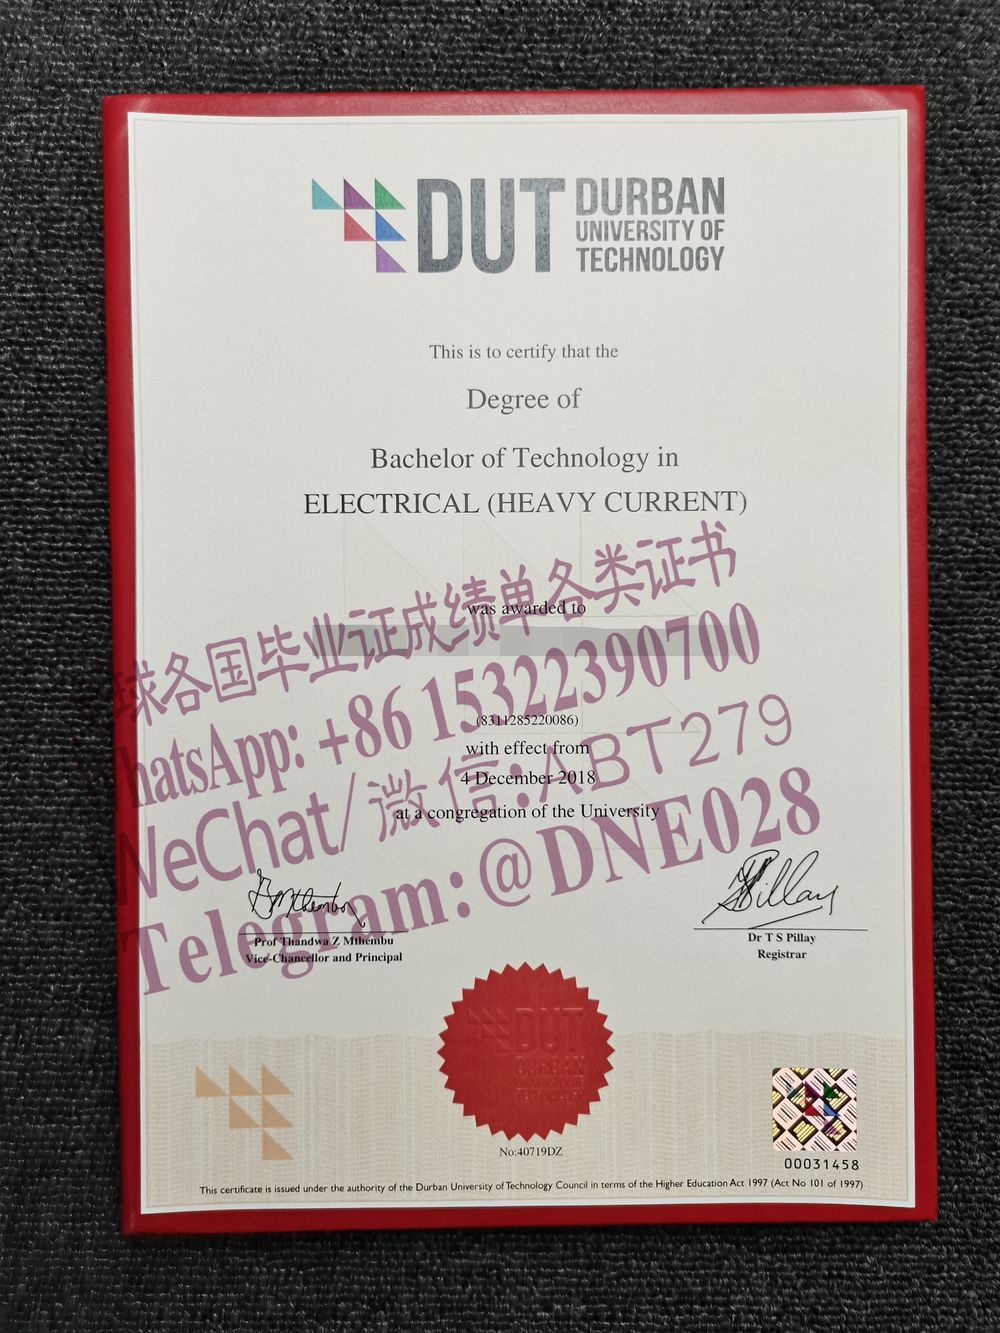 DUT DURBAN
UNIVERSITY OF
TECHNOLOGY
This is to certify that the
Degree of
Bachelor of Technology in
ELECTRICAL (HEAVY CURRENT)
was awarded to
球各国毕业证成绩单各类证书
hatsApp: +86 15322390700
(8311285220086)
with effect from
4 December 2018
WeChat/微信:ABT279
at a congregation of the University
Telegram:@DNE028
Prof Thandwa Z Mthembu
Vice-Chancellor and Principal
Dr T S Pillay
Registrar
DUT
DURBAN
No:40719DZ
00031458
This certificate is issued under the authority of the Durban University of Technology Council in terms of the Higher Education Act 1997 (Act No 101 of 1997)